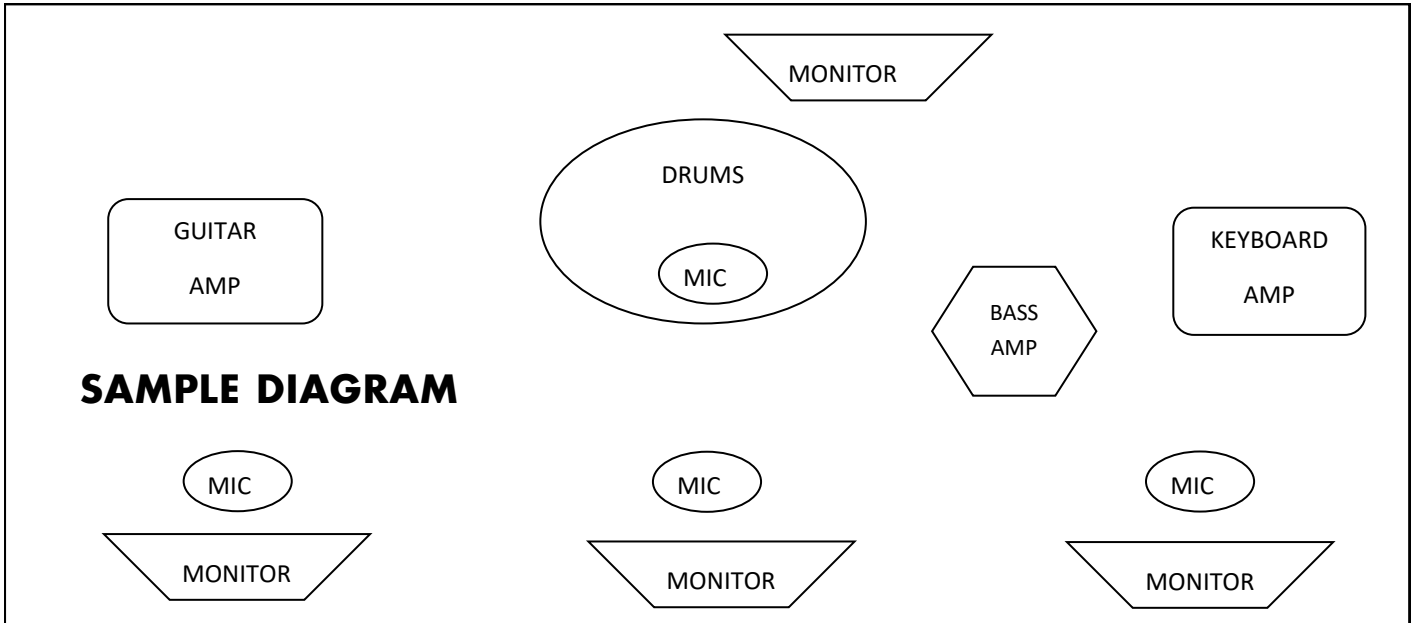 MONITOR
DRUMS
GUITAR
AMP
MIC
KEYBOARD
AMP
BASS
AMP
SAMPLE DIAGRAM
MIC
MIC
MIC
MONITOR
MONITOR
MONITOR